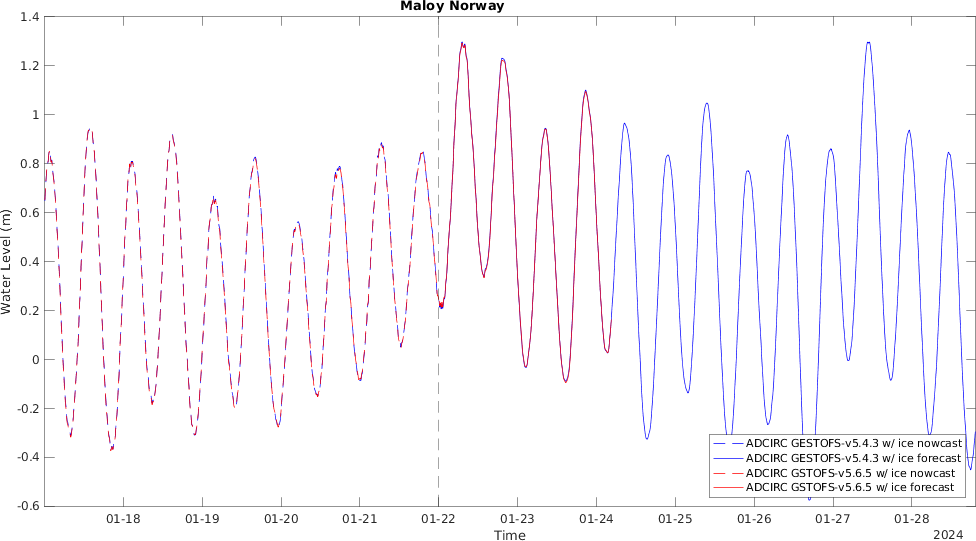 Maloy Norway
1.4
1.2
1
0.8
0.6
0.4
0.2
0
-0.2
-0.4
-0.6
Water Level (m)
ADCIRC GESTOFS-v5.4.3 w/ ice nowcast
ADCIRC GESTOFS-v5.4.3 w/ ice forecast
ADCIRC GSTOFS-v5.6.5 w/ ice nowcast
ADCIRC GSTOFS-v5.6.5 w/ ice forecast
01-18 01-19 01-20 01-21 01-22 01-23 01-24 01-25 01-26 01-27 01-28
Time
2024